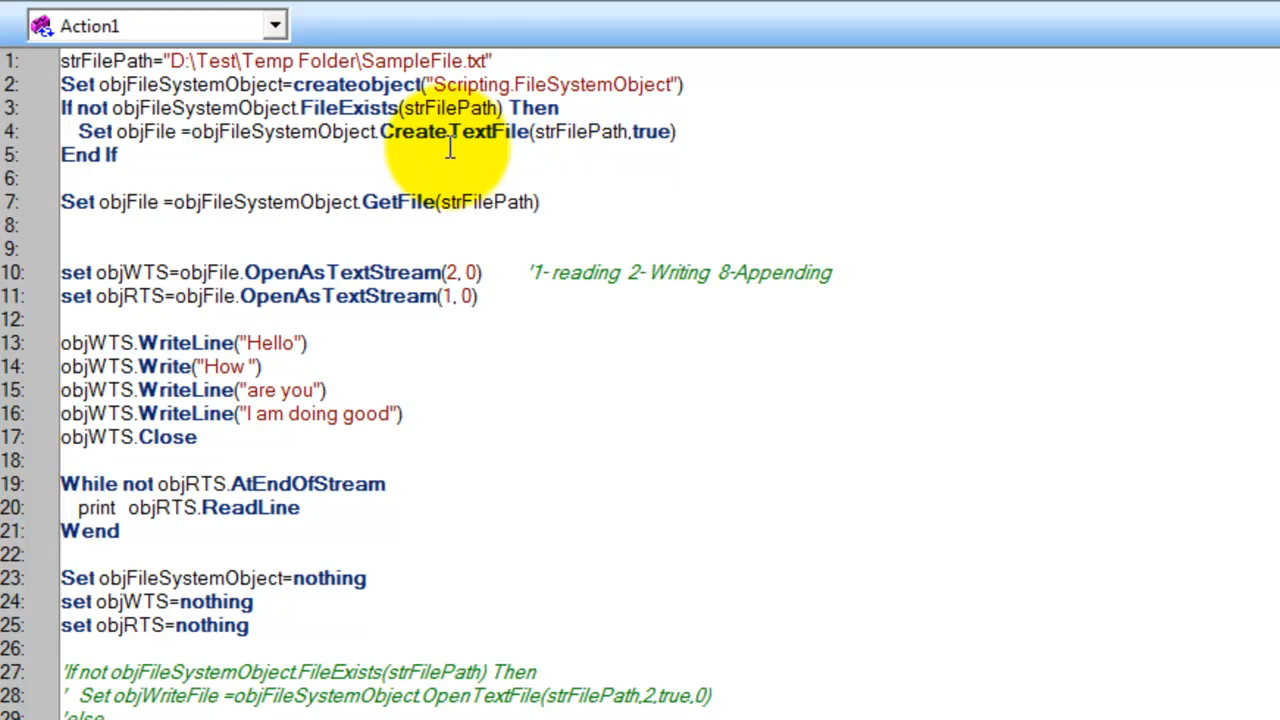 Action1
1: strFilePath="D:\Test\Temp Folder\SampleFile.txt"
2: Set objFileSystemObject=createobject("Scripting.FileSystemObject")
3: If not objFileSystemObject.FileExists(strFilePath) Then
4: Set objFile =objFileSystemObject.CreateTextFile(strFilePath,true)
5: End If
6:
7: Set objFile =objFileSystemObject.GetFile(strFilePath)
8:
9:
10: set objWTS=objFile.OpenAsTextStream(2, 0) '1- reading 2- Writing 8-Appending
11: set objRTS=objFile.OpenAsTextStream(1, 0)
12:
13: objWTS.WriteLine("Hello")
14: objWTS.Write("How ")
15: objWTS.WriteLine("are you")
16: objWTS.WriteLine("I am doing good")
17: objWTS.Close
18:
19: While not objRTS.AtEndOfStream
20: print objRTS.ReadLine
21: Wend
22:
23: Set objFileSystemObject=nothing
24: set objWTS=nothing
25: set objRTS=nothing
26:
27: 'If not objFileSystemObject.FileExists(strFilePath) Then
28: ' Set objWriteFile =objFileSystemObject.OpenTextFile(strFilePath,2,true,0)
29: 'else